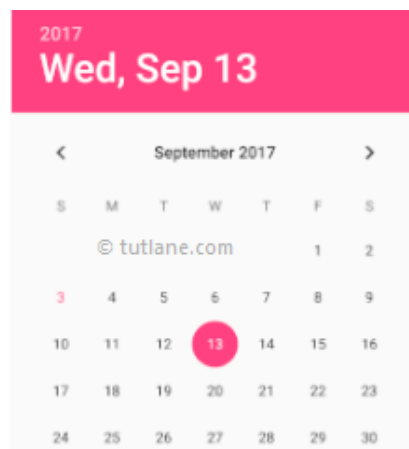 2017
Wed, Sep 13
< September 2017 >
S M T W T F S
© tutlane.com 1 2
3 4 5 6 7 8 9
10 11 12 13 14 15 16
17 18 19 20 21 22 23
24 25 26 27 28 29 30